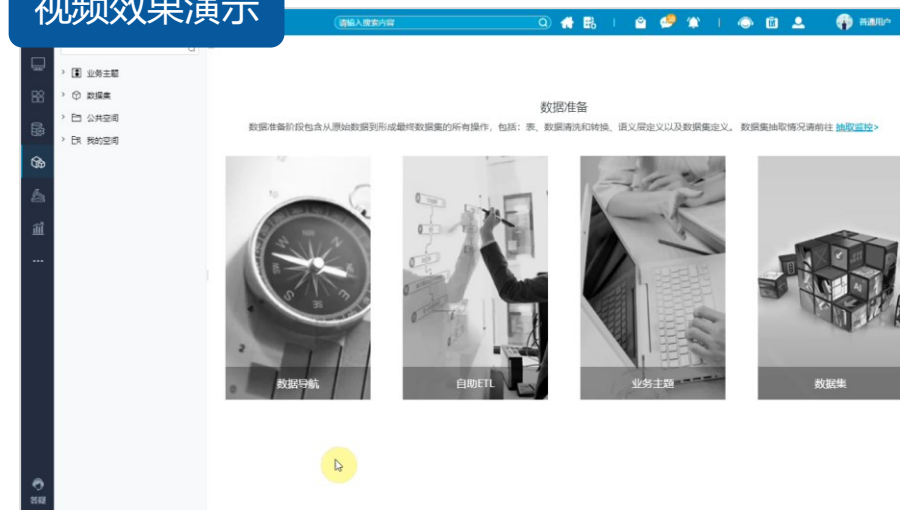 视频效果演示
请输入搜索内容
普通用户
业务主题
数据集
公共空间
我的空间
数据准备
数据准备阶段包含从原始数据到形成最终数据集的所有操作，包括：表、数据清洗和转换、语义层定义以及数据集定义。 数据集抽取情况请前往 抽取监控>
数据导航
自助ETL
业务主题
数据集
答疑